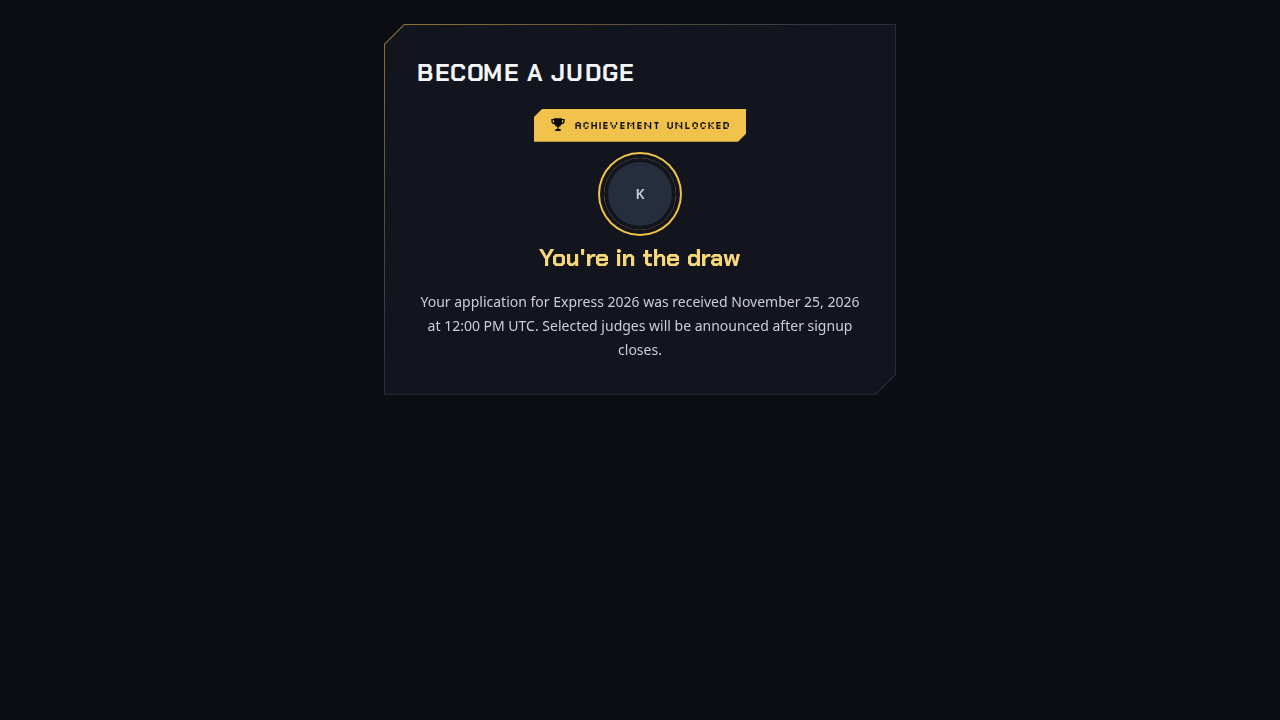 BECOME A JUDGE
ACHIEVEMENT UNLOCKED
K
You're in the draw
Your application for Express 2026 was received November 25, 2026
at 12:00 PM UTC. Selected judges will be announced after signup
closes.